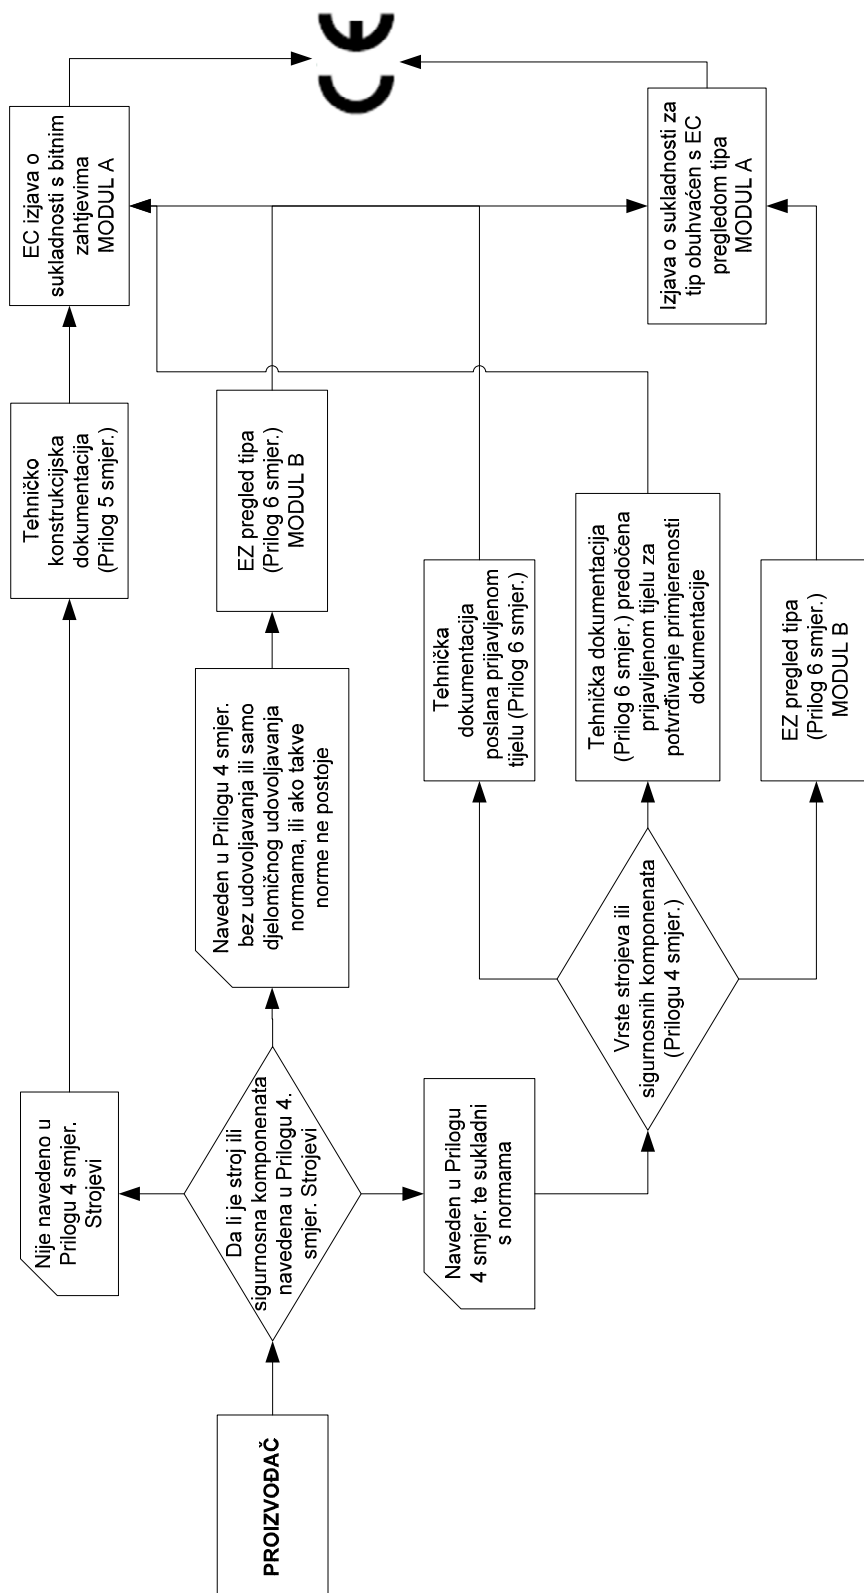 PROIZVOĐAČ
Da li je stroj ili
sigurnosna komponenata
navedena u Prilogu 4.
smjer. Strojevi
Nije navedeno u
Prilogu 4 smjer.
Strojevi
Naveden u Prilogu 4 smjer.
bez udovoljavanja ili samo
djelomičnog udovoljavanja
normama, ili ako takve
norme ne postoje
Naveden u Prilogu
4 smjer. te sukladni
s normama
Vrste strojeva ili
sigurnosnih komponenata
(Prilogu 4 smjer.)
Tehničko
konstrukcijska
dokumentacija
(Prilog 5 smjer.)
EZ pregled tipa
(Prilog 6 smjer.)
MODUL B
Tehnička
dokumentacija
poslana prijavljenom
tijelu (Prilog 6 smjer.)
Tehnička dokumentacija
(Prilog 6 smjer.) predočena
prijavljenom tijelu za
potvrđivanje primjerenosti
dokumentacije
EZ pregled tipa
(Prilog 6 smjer.)
MODUL B
EC izjava o
sukladnosti s bitnim
zahtjevima
MODUL A
Izjava o sukladnosti za
tip obuhvaćen s EC
pregledom tipa
MODUL A
CE